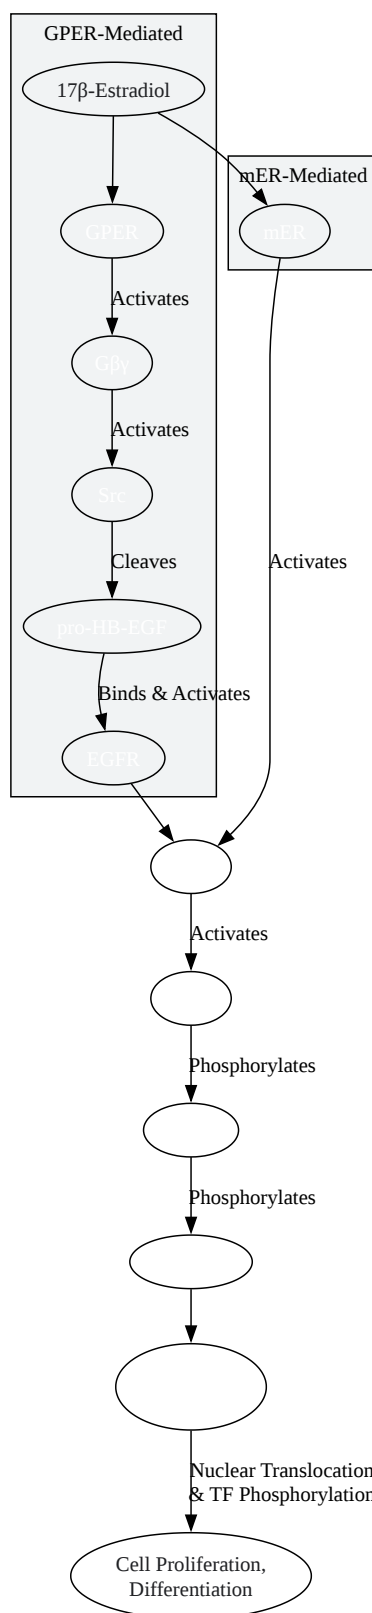 GPER-Mediated
17β-Estradiol
mER-Mediated
GPER
mER
Activates
Gβγ
Activates
Src
Cleaves
Activates
pro-HB-EGF
Binds & Activates
EGFR
Activates
Phosphorylates
Phosphorylates
Nuclear Translocation
& TF Phosphorylation
Cell Proliferation,
Differentiation